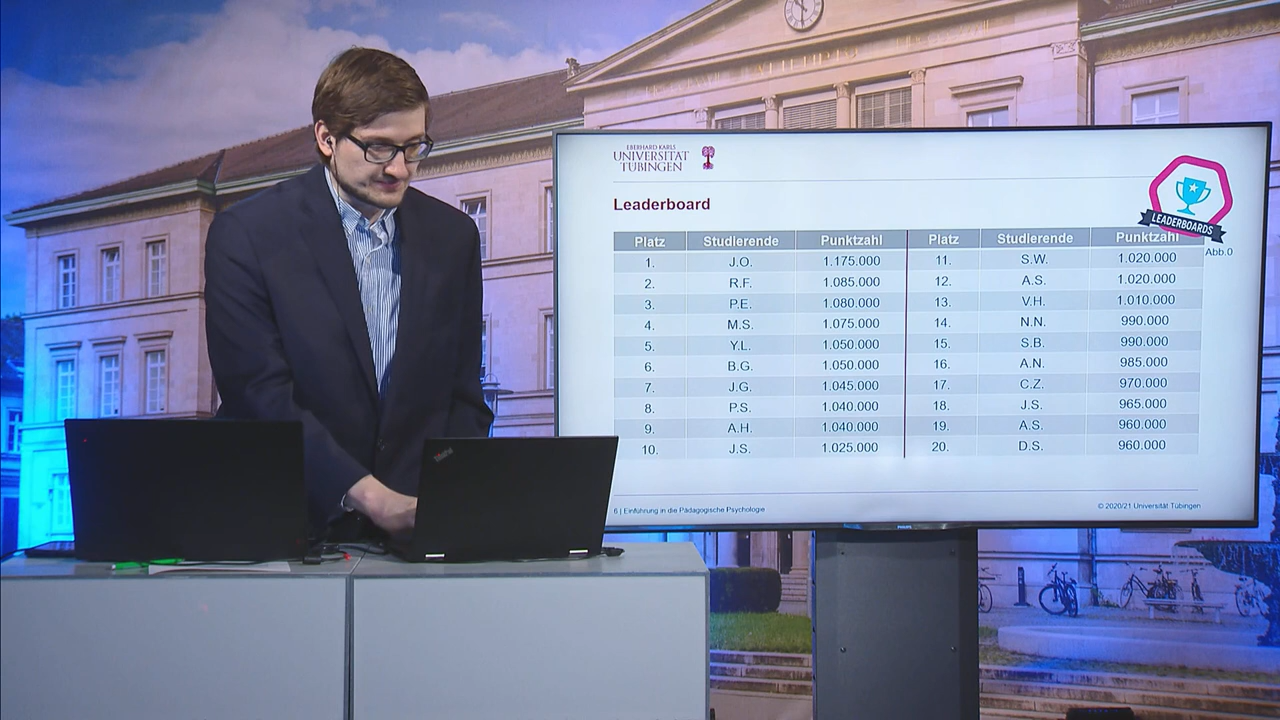 EBERHARD KARLS
UNIVERSITÄT
TÜBINGEN
LEADERBOARDS
Leaderboard
Abb.0
Platz Studierende Punktzahl Platz Studierende Punktzahl
1. J.O. 1.175.000 11. S.W. 1.020.000
2. R.F. 1.085.000 12. A.S. 1.020.000
3. P.E. 1.080.000 13. V.H. 1.010.000
4. M.S. 1.075.000 14. N.N. 990.000
5. Y.L. 1.050.000 15. S.B. 990.000
6. B.G. 1.050.000 16. A.N. 985.000
7. J.G. 1.045.000 17. C.Z. 970.000
8. P.S. 1.040.000 18. J.S. 965.000
9. A.H. 1.040.000 19. A.S. 960.000
10. J.S. 1.025.000 20. D.S. 960.000
6 | Einführung in die Pädagogische Psychologie © 2020/21 Universität Tübingen
PHILIPS
ThinkPad